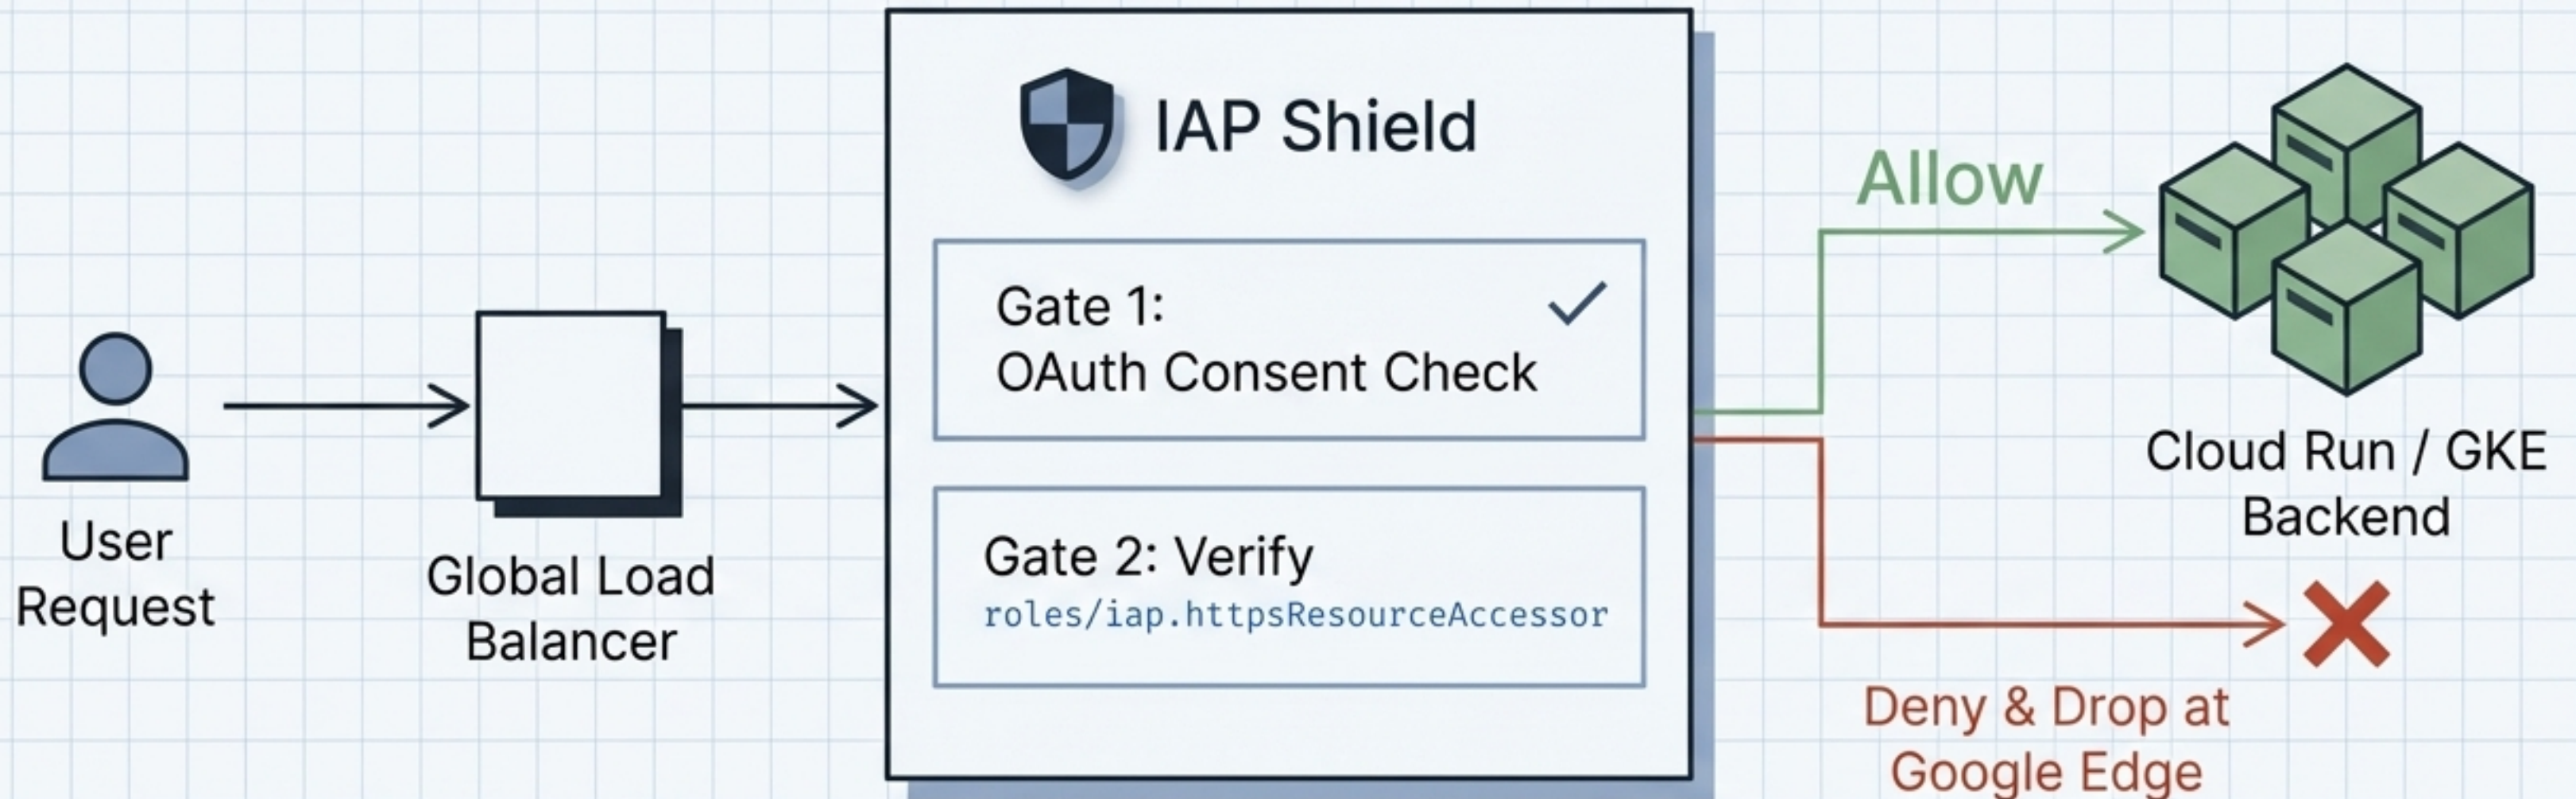 User
Request
Global Load
Balancer
IAP Shield
Gate 1:
OAuth Consent Check
Gate 2: Verify
roles/iap.httpsResourceAccessor
Allow
Cloud Run / GKE
Backend
Deny & Drop at
Google Edge